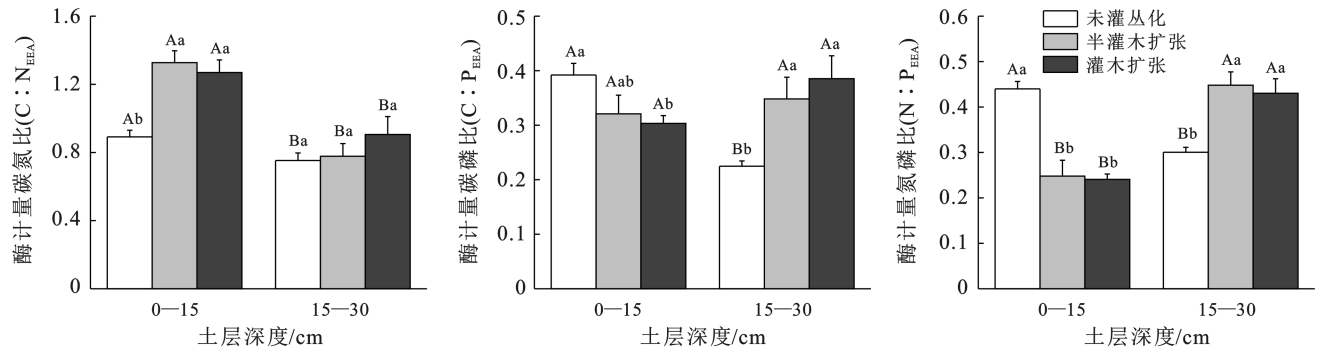 酶计量碳氮比(C∶NEEA)
1.6
1.2
0.8
0.4
0
Ab
Aa
Aa
Ba
Ba
Ba
0—15
15—30
土层深度/cm
酶计量碳磷比(C∶PEEA)
0.5
0.4
0.3
0.2
0.1
0
Aa
Aab
Ab
Bb
Aa
Aa
0—15
15—30
土层深度/cm
酶计量氮磷比(N∶PEEA)
0.6
0.5
0.4
0.3
0.2
0.1
0
未灌丛化
半灌木扩张
灌木扩张
Aa
Bb
Bb
Bb
Aa
Aa
0—15
15—30
土层深度/cm